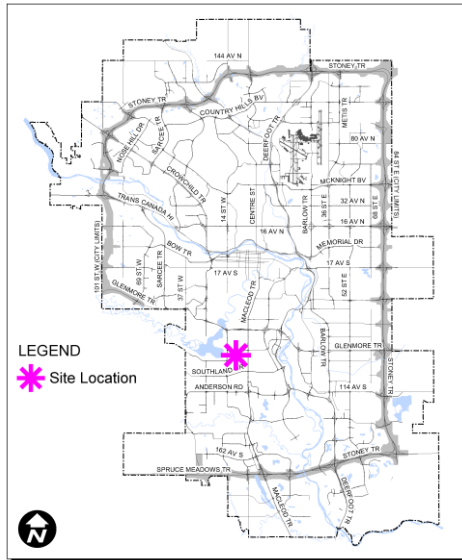 144 AV N
STONEY TR
STONEY TR
COUNTRY HILLS BV
METIS TR
NOSE HILL DR
SARCEE TR
DEERFOOT TR
80 AV N
84 ST E (CITY LIMITS)
CROWCHILD TR
MCKNIGHT BV
TRANS CANADA HI
14 ST W
CENTRE ST
BARLOW TR
36 ST E
32 AV N
68 ST E
16 AV N
16 AV N
101 ST W (CITY LIMITS)
BOW TR
MEMORIAL DR
69 ST W
SARCEE TR
37 ST W
17 AV S
MACLEOD TR
17 AV S
52 ST E
GLENMORE TR
BARLOW TR
GLENMORE TR
LEGEND
Site Location
SOUTHLAND
ANDERSON RD
114 AV S
STONEY TR
162 AV S
STONEY TR
SPRUCE MEADOWS TR
MACLEOD TR
DEERFOOT TR
N